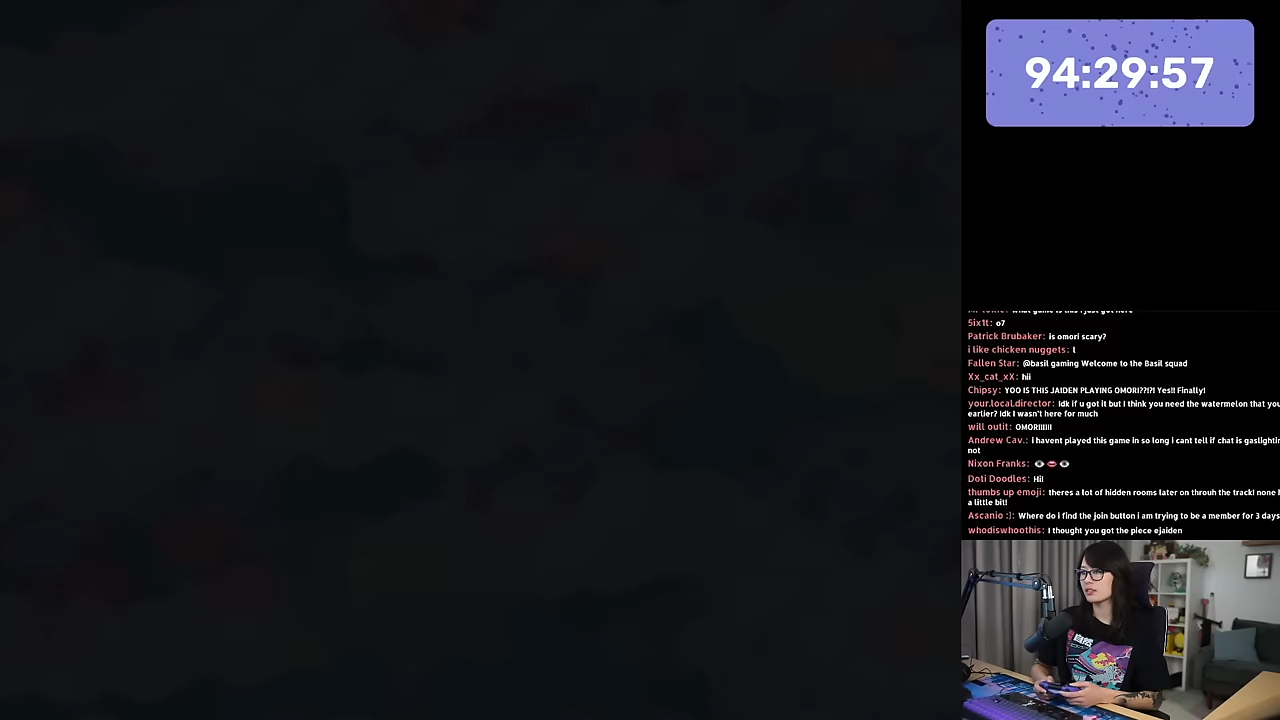 94:29:57
5ix1t: o7
Patrick Brubaker: is omori scary?
i like chicken nuggets: l
Fallen Star: @basil gaming Welcome to the Basil squad
Xx_cat_xX: hii
Chipsy: YOO IS THIS JAIDEN PLAYING OMORI??!?! Yes!! Finally!
your.local.director: Idk if u got it but I think you need the watermelon that you
earlier? Idk I wasn't here for much
will outit: OMORIIIIII
Andrew Cav.: i havent played this game in so long i cant tell if chat is
not
Nixon Franks: 👁️👄👁️
Doti Doodles: Hi!
thumbs up emoji: theres a lot of hidden rooms later on throuh the track! none
a little bit!
Ascanio :]: Where do i find the join button i am trying to be a member for 3 days
whodiswhoothis: I thought you got the piece ejaiden